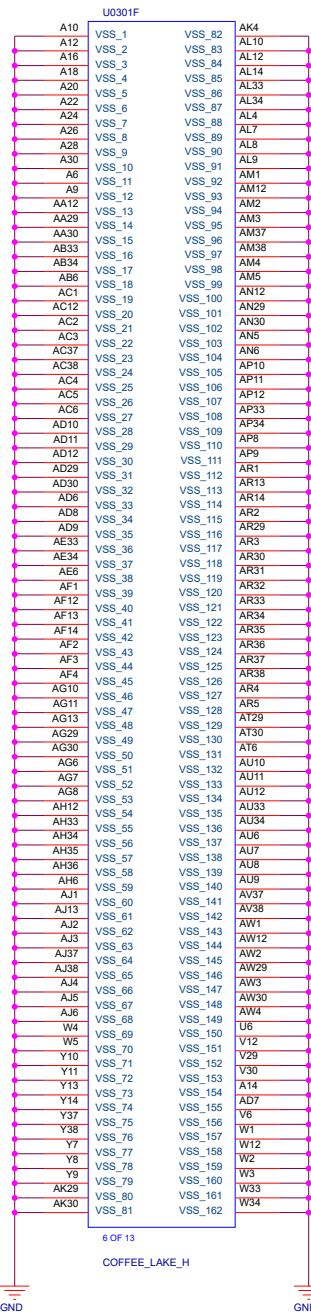 U0301F
A10 VSS_1 VSS_82 AK4
A12 VSS_2 VSS_83 AL10
A16 VSS_3 VSS_84 AL12
A18 VSS_4 VSS_85 AL14
A20 VSS_5 VSS_86 AL33
A22 VSS_6 VSS_87 AL34
A24 VSS_7 VSS_88 AL4
A26 VSS_8 VSS_89 AL7
A28 VSS_9 VSS_90 AL8
A30 VSS_10 VSS_91 AL9
A6 VSS_11 VSS_92 AM1
A9 VSS_12 VSS_93 AM12
AA12 VSS_13 VSS_94 AM2
AA29 VSS_14 VSS_95 AM3
AA30 VSS_15 VSS_96 AM37
AB33 VSS_16 VSS_97 AM38
AB34 VSS_17 VSS_98 AM4
AB6 VSS_18 VSS_99 AM5
AC1 VSS_19 VSS_100 AN12
AC12 VSS_20 VSS_101 AN29
AC2 VSS_21 VSS_102 AN30
AC3 VSS_22 VSS_103 AN5
AC37 VSS_23 VSS_104 AN6
AC38 VSS_24 VSS_105 AP10
AC4 VSS_25 VSS_106 AP11
AC5 VSS_26 VSS_107 AP12
AC6 VSS_27 VSS_108 AP33
AD10 VSS_28 VSS_109 AP34
AD11 VSS_29 VSS_110 AP8
AD12 VSS_30 VSS_111 AP9
AD29 VSS_31 VSS_112 AR1
AD30 VSS_32 VSS_113 AR13
AD6 VSS_33 VSS_114 AR14
AD8 VSS_34 VSS_115 AR2
AD9 VSS_35 VSS_116 AR29
AE33 VSS_36 VSS_117 AR3
AE34 VSS_37 VSS_118 AR30
AE6 VSS_38 VSS_119 AR31
AF1 VSS_39 VSS_120 AR32
AF12 VSS_40 VSS_121 AR33
AF13 VSS_41 VSS_122 AR34
AF14 VSS_42 VSS_123 AR35
AF2 VSS_43 VSS_124 AR36
AF3 VSS_44 VSS_125 AR37
AF4 VSS_45 VSS_126 AR38
AG10 VSS_46 VSS_127 AR4
AG11 VSS_47 VSS_128 AR5
AG13 VSS_48 VSS_129 AT29
AG29 VSS_49 VSS_130 AT30
AG30 VSS_50 VSS_131 AT6
AG6 VSS_51 VSS_132 AU10
AG7 VSS_52 VSS_133 AU11
AG8 VSS_53 VSS_134 AU12
AH12 VSS_54 VSS_135 AU33
AH33 VSS_55 VSS_136 AU34
AH34 VSS_56 VSS_137 AU6
AH35 VSS_57 VSS_138 AU7
AH36 VSS_58 VSS_139 AU8
AH6 VSS_59 VSS_140 AU9
AJ1 VSS_60 VSS_141 AV37
AJ13 VSS_61 VSS_142 AV38
AJ2 VSS_62 VSS_143 AW1
AJ3 VSS_63 VSS_144 AW12
AJ37 VSS_64 VSS_145 AW2
AJ38 VSS_65 VSS_146 AW29
AJ4 VSS_66 VSS_147 AW3
AJ5 VSS_67 VSS_148 AW30
AJ6 VSS_68 VSS_149 AW4
W4 VSS_69 VSS_150 U6
W5 VSS_70 VSS_151 V12
Y10 VSS_71 VSS_152 V29
Y11 VSS_72 VSS_153 V30
Y13 VSS_73 VSS_154 A14
Y14 VSS_74 VSS_155 AD7
Y37 VSS_75 VSS_156 V6
Y38 VSS_76 VSS_157 W1
Y7 VSS_77 VSS_158 W12
Y8 VSS_78 VSS_159 W2
Y9 VSS_79 VSS_160 W3
AK29 VSS_80 VSS_161 W33
AK30 VSS_81 VSS_162 W34
6 OF 13
COFFEE_LAKE_H
GND GND